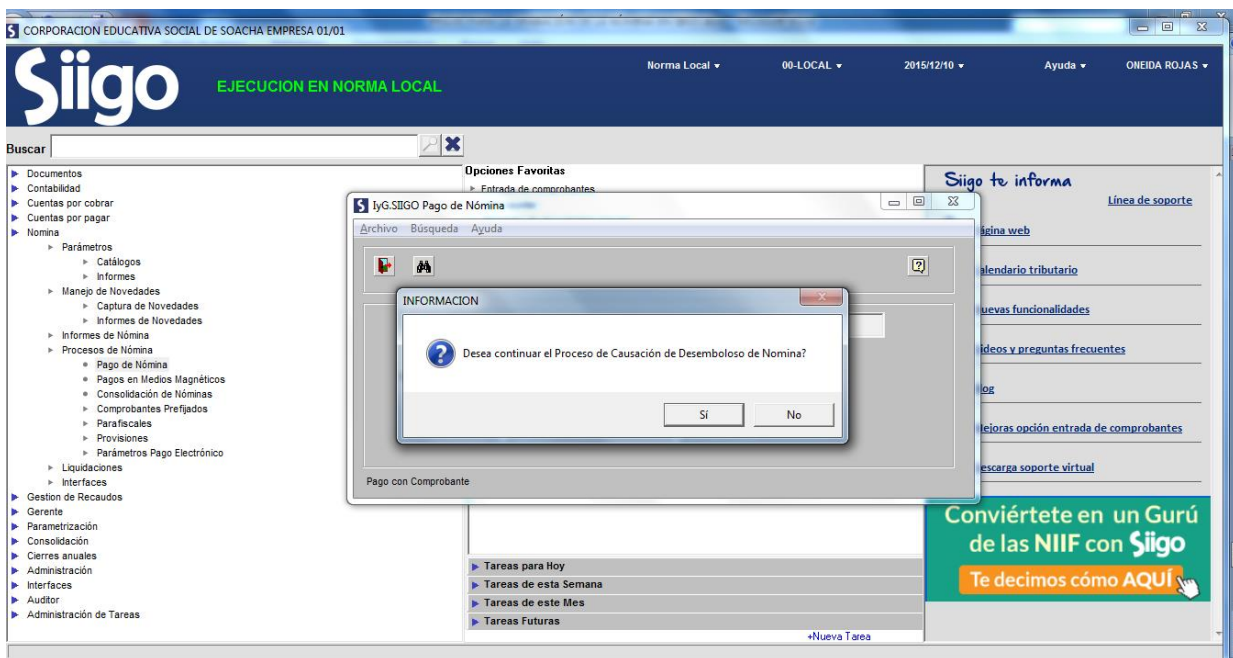 CORPORACION EDUCATIVA SOCIAL DE SOACHA EMPRESA 01/01
Siigo
EJECUCION EN NORMA LOCAL
Norma Local
00-LOCAL
2015/12/10
Ayuda
ONEIDA ROJAS
Buscar
Documentos
Contabilidad
Cuentas por cobrar
Cuentas por pagar
Nomina
Parámetros
Catálogos
Informes
Manejo de Novedades
Captura de Novedades
Informes de Novedades
Informes de Nómina
Procesos de Nómina
Pago de Nómina
Pagos en Medios Magnéticos
Consolidación de Nóminas
Comprobantes Prefijados
Parafiscales
Provisiones
Parámetros Pago Electrónico
Liquidaciones
Interfaces
Gestion de Recaudos
Gerente
Parametrización
Consolidación
Cierres anuales
Administración
Interfaces
Auditor
Administración de Tareas
Opciones Favoritas
Entrada de comprobantes
IyG.SIIGO Pago de Nómina
Archivo Búsqueda Ayuda
INFORMACION
Desea continuar el Proceso de Causación de Desemboloso de Nomina?
Sí
No
Pago con Comprobante
Tareas para Hoy
Tareas de esta Semana
Tareas de este Mes
Tareas Futuras
+Nueva Tarea
Siigo te informa
Línea de soporte
ágina web
alendario tributario
uevas funcionalidades
ideos y preguntas frecuentes
log
lejoras opción entrada de comprobantes
escarga soporte virtual
Conviértete en un Gurú
de las NIIF con Siigo
Te decimos cómo AQUÍ